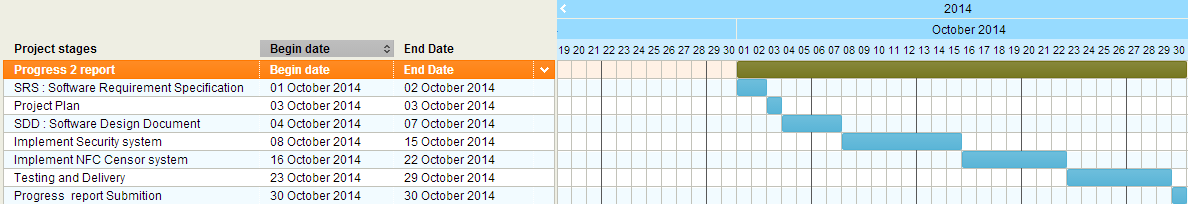 2014
October 2014
Project stages Begin date End Date 19 20 21 22 23 24 25 26 27 28 29 30 01 02 03 04 05 06 07 08 09 10 11 12 13 14 15 16 17 18 19 20 21 22 23 24 25 26 27 28 29 30
Progress 2 report Begin date End Date
SRS : Software Requirement Specification 01 October 2014 02 October 2014
Project Plan 03 October 2014 03 October 2014
SDD : Software Design Document 04 October 2014 07 October 2014
Implement Security system 08 October 2014 15 October 2014
Implement NFC Censor system 16 October 2014 22 October 2014
Testing and Delivery 23 October 2014 29 October 2014
Progress report Submition 30 October 2014 30 October 2014